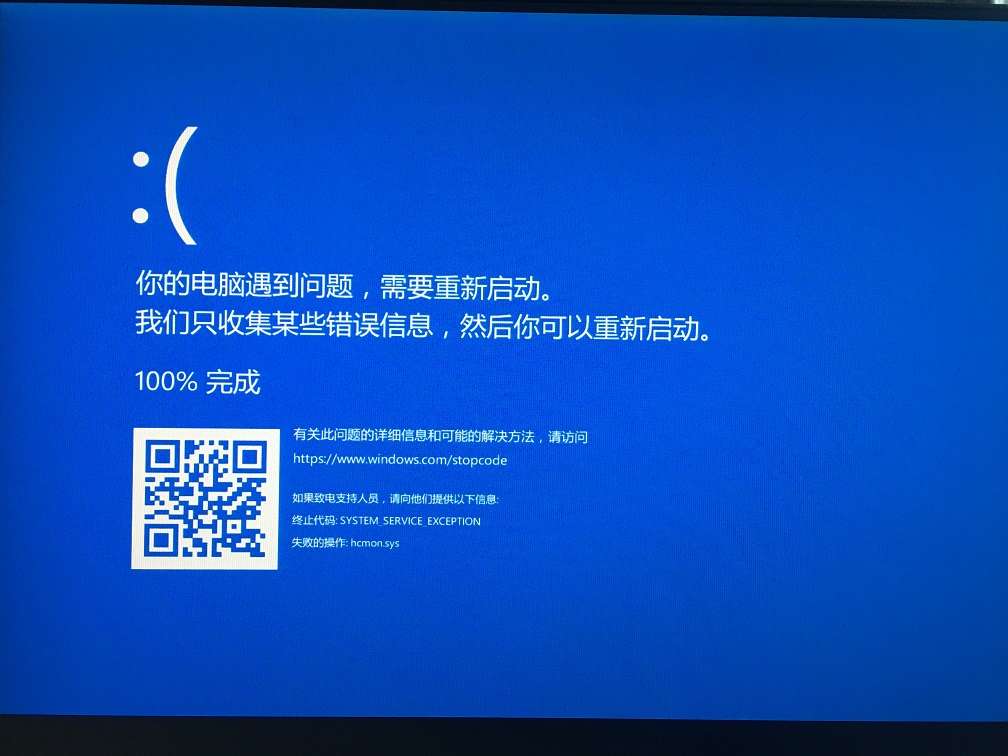 :(
你的电脑遇到问题，需要重新启动。
我们只收集某些错误信息，然后你可以重新启动。
100% 完成
有关此问题的详细信息和可能的解决方法，请访问
https://www.windows.com/stopcode
如果致电支持人员，请向他们提供以下信息:
终止代码: SYSTEM_SERVICE_EXCEPTION
失败的操作: hcmon.sys